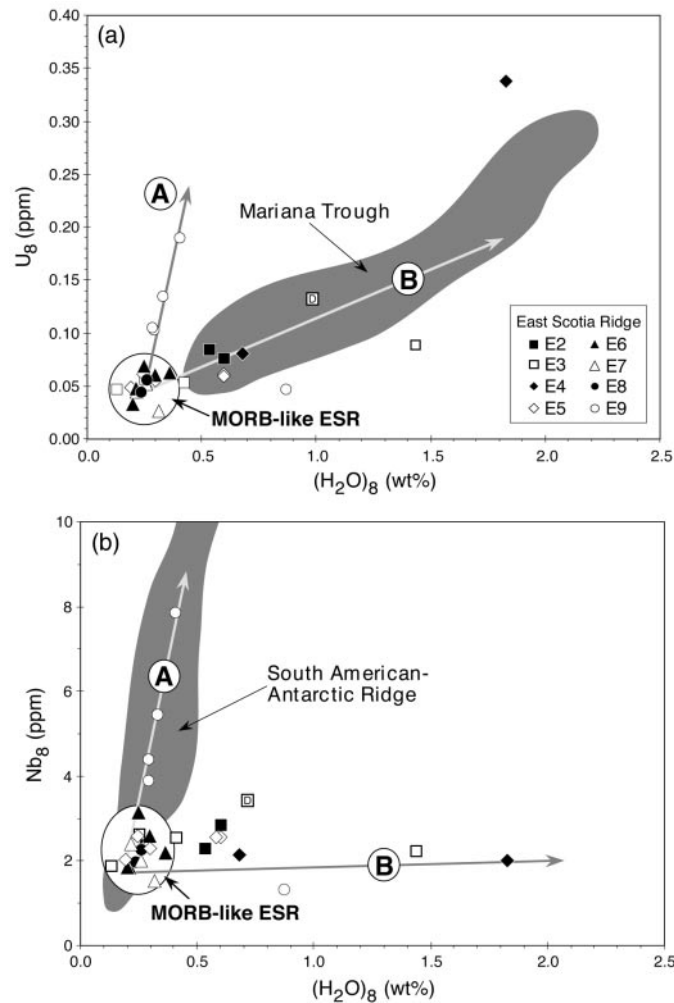 (a)
0.40
0.35
0.30
0.25
0.20
0.15
0.10
0.05
0.00
U8 (ppm)
A
Mariana Trough
B
East Scotia Ridge
E2 E6
E3 E7
E4 E8
E5 E9
D
MORB-like ESR
0.0 0.5 1.0 1.5 2.0 2.5
(H2O)8 (wt%)
(b)
10
8
6
4
2
0
Nb8 (ppm)
A
South American-
Antarctic Ridge
D
B
MORB-like ESR
0.0 0.5 1.0 1.5 2.0 2.5
(H2O)8 (wt%)